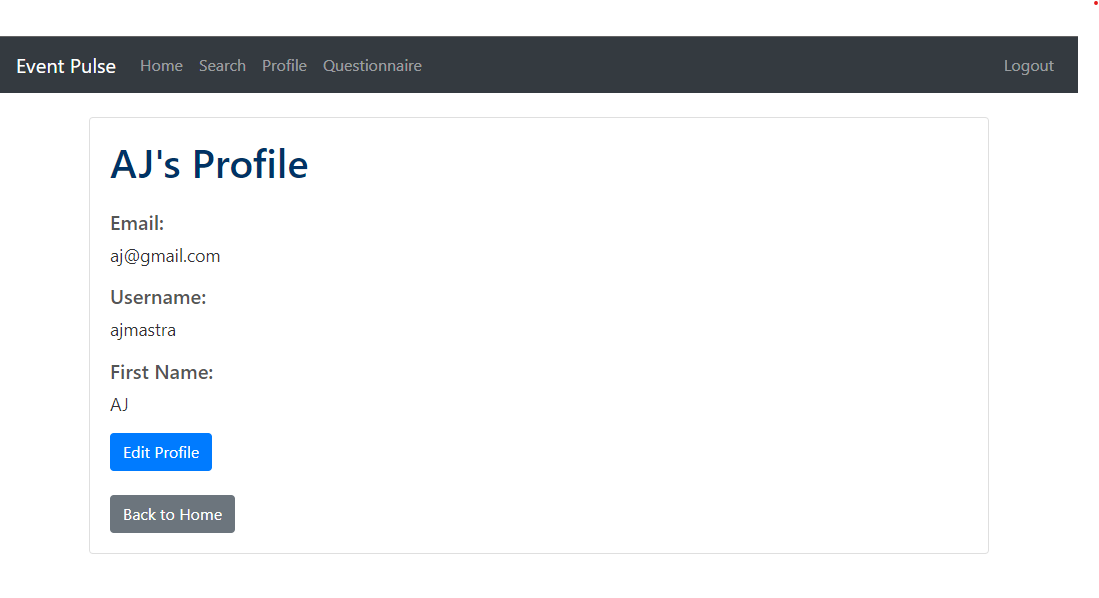 Event Pulse Home Search Profile Questionnaire Logout
AJ's Profile
Email:
aj@gmail.com
Username:
ajmastra
First Name:
AJ
Edit Profile
Back to Home